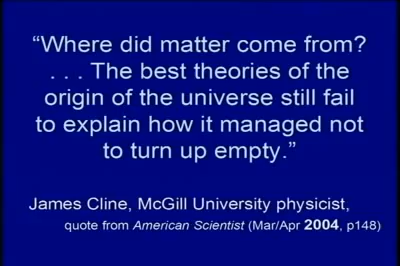 “Where did matter come from?
. . . The best theories of the
origin of the universe still fail
to explain how it managed not
to turn up empty.”
James Cline, McGill University physicist,
quote from American Scientist (Mar/Apr 2004, p148)